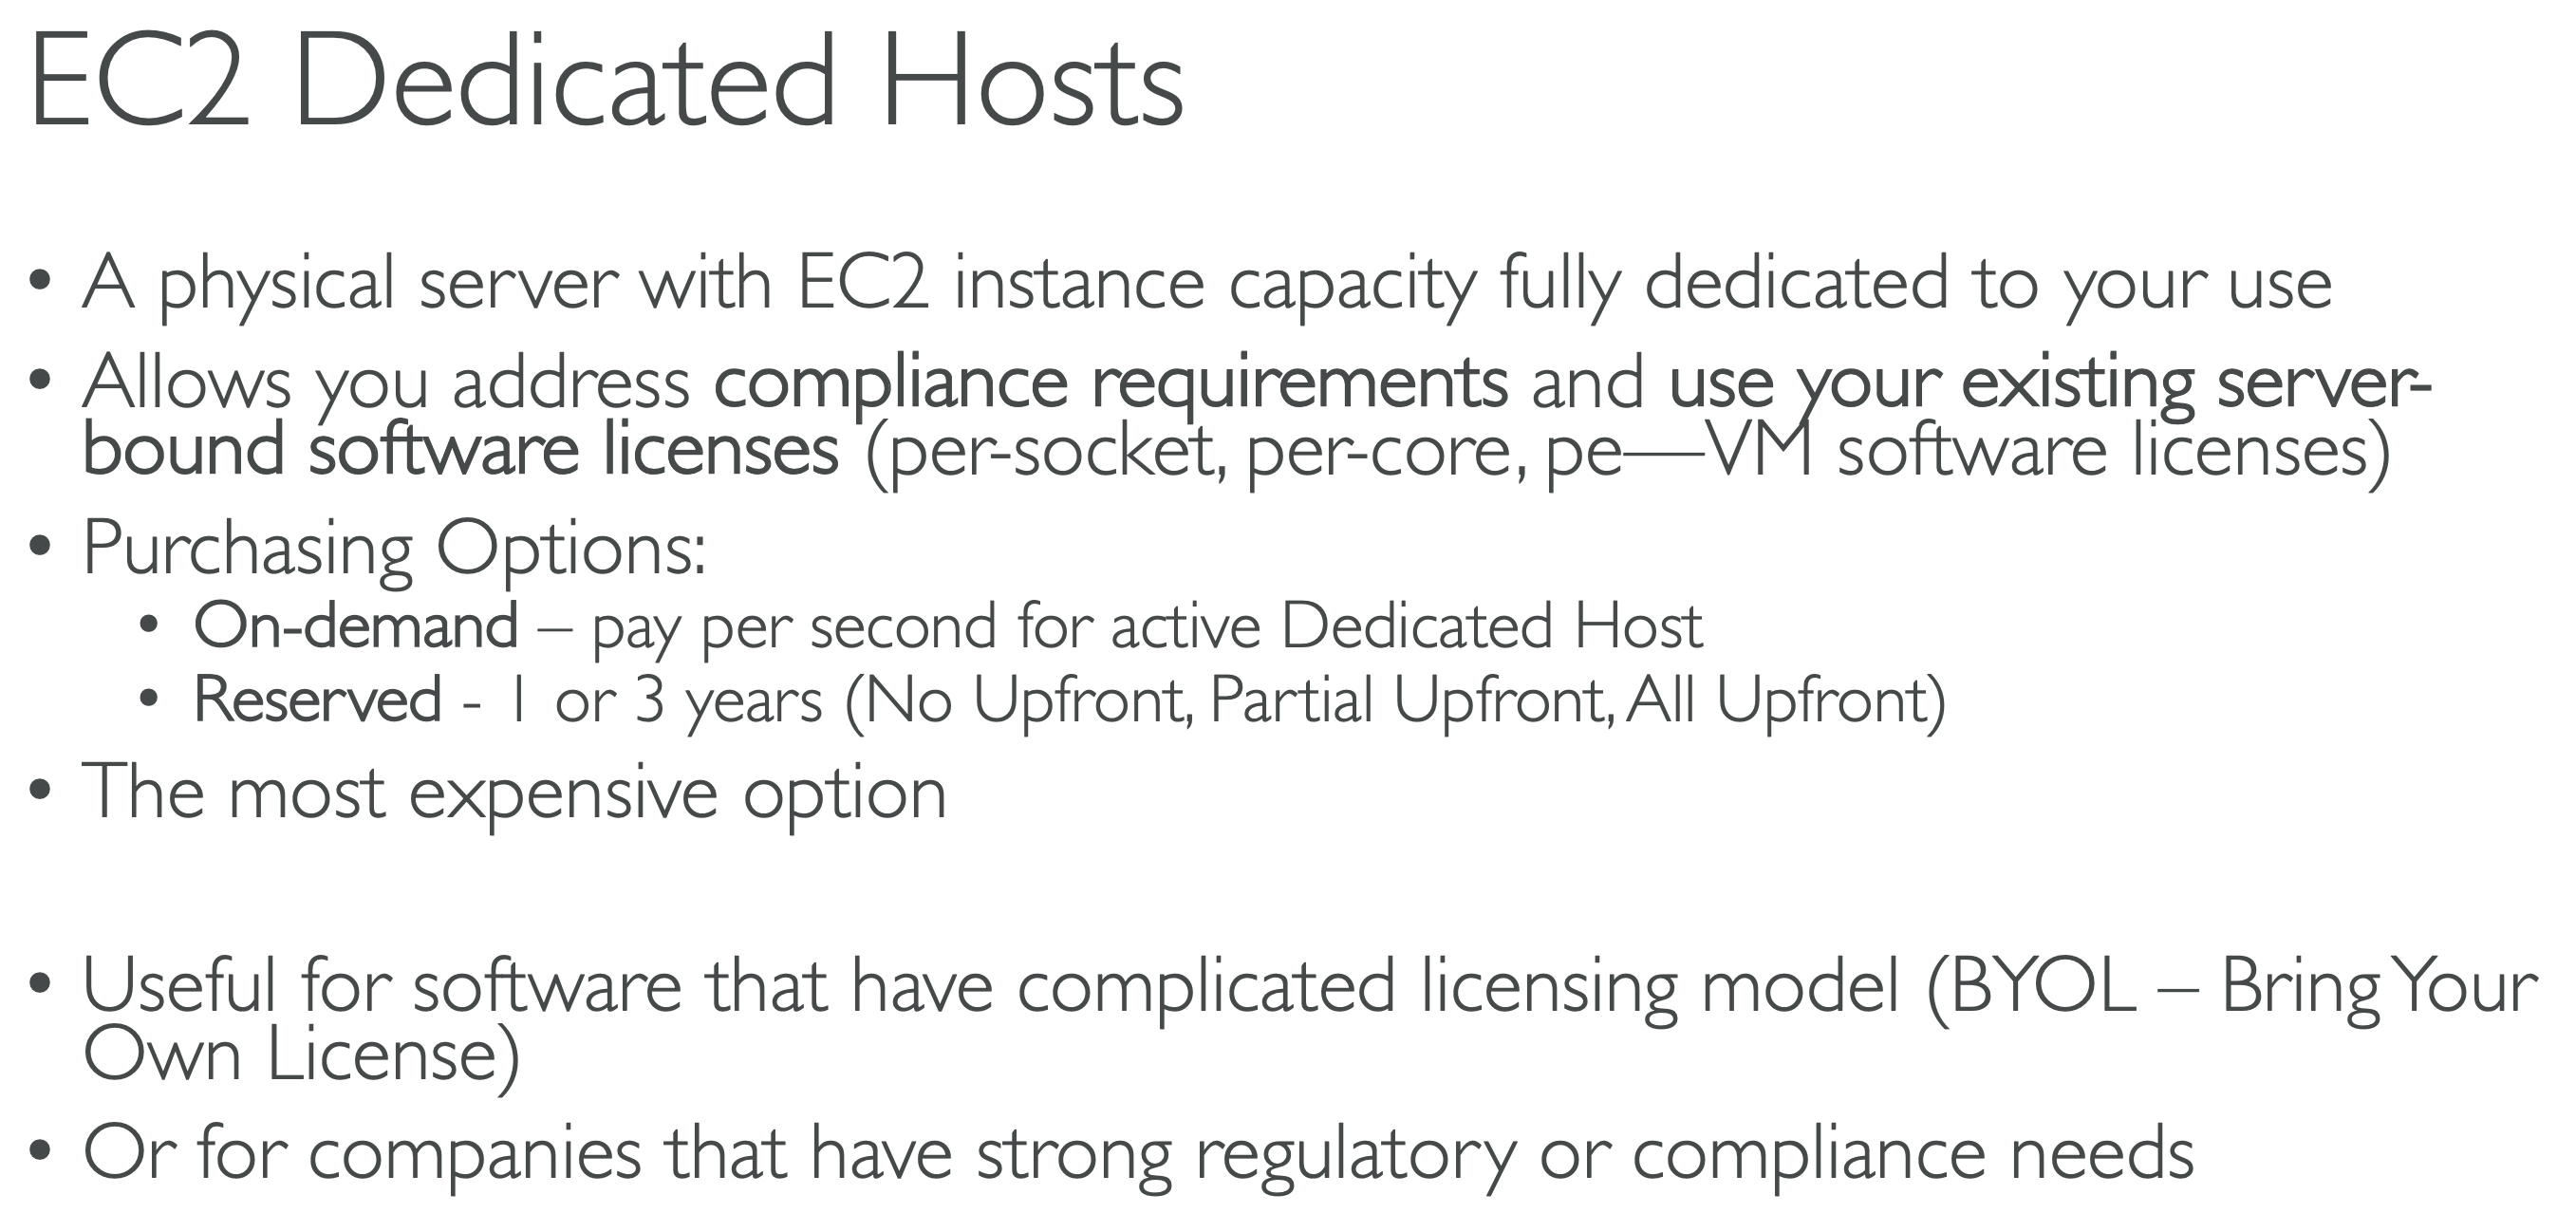 EC2 Dedicated Hosts
• A physical server with EC2 instance capacity fully dedicated to your use
• Allows you address compliance requirements and use your existing server-
bound software licenses (per-socket, per-core, pe—VM software licenses)
• Purchasing Options:
• On-demand – pay per second for active Dedicated Host
• Reserved - 1 or 3 years (No Upfront, Partial Upfront, All Upfront)
• The most expensive option
• Useful for software that have complicated licensing model (BYOL – Bring Your
Own License)
• Or for companies that have strong regulatory or compliance needs